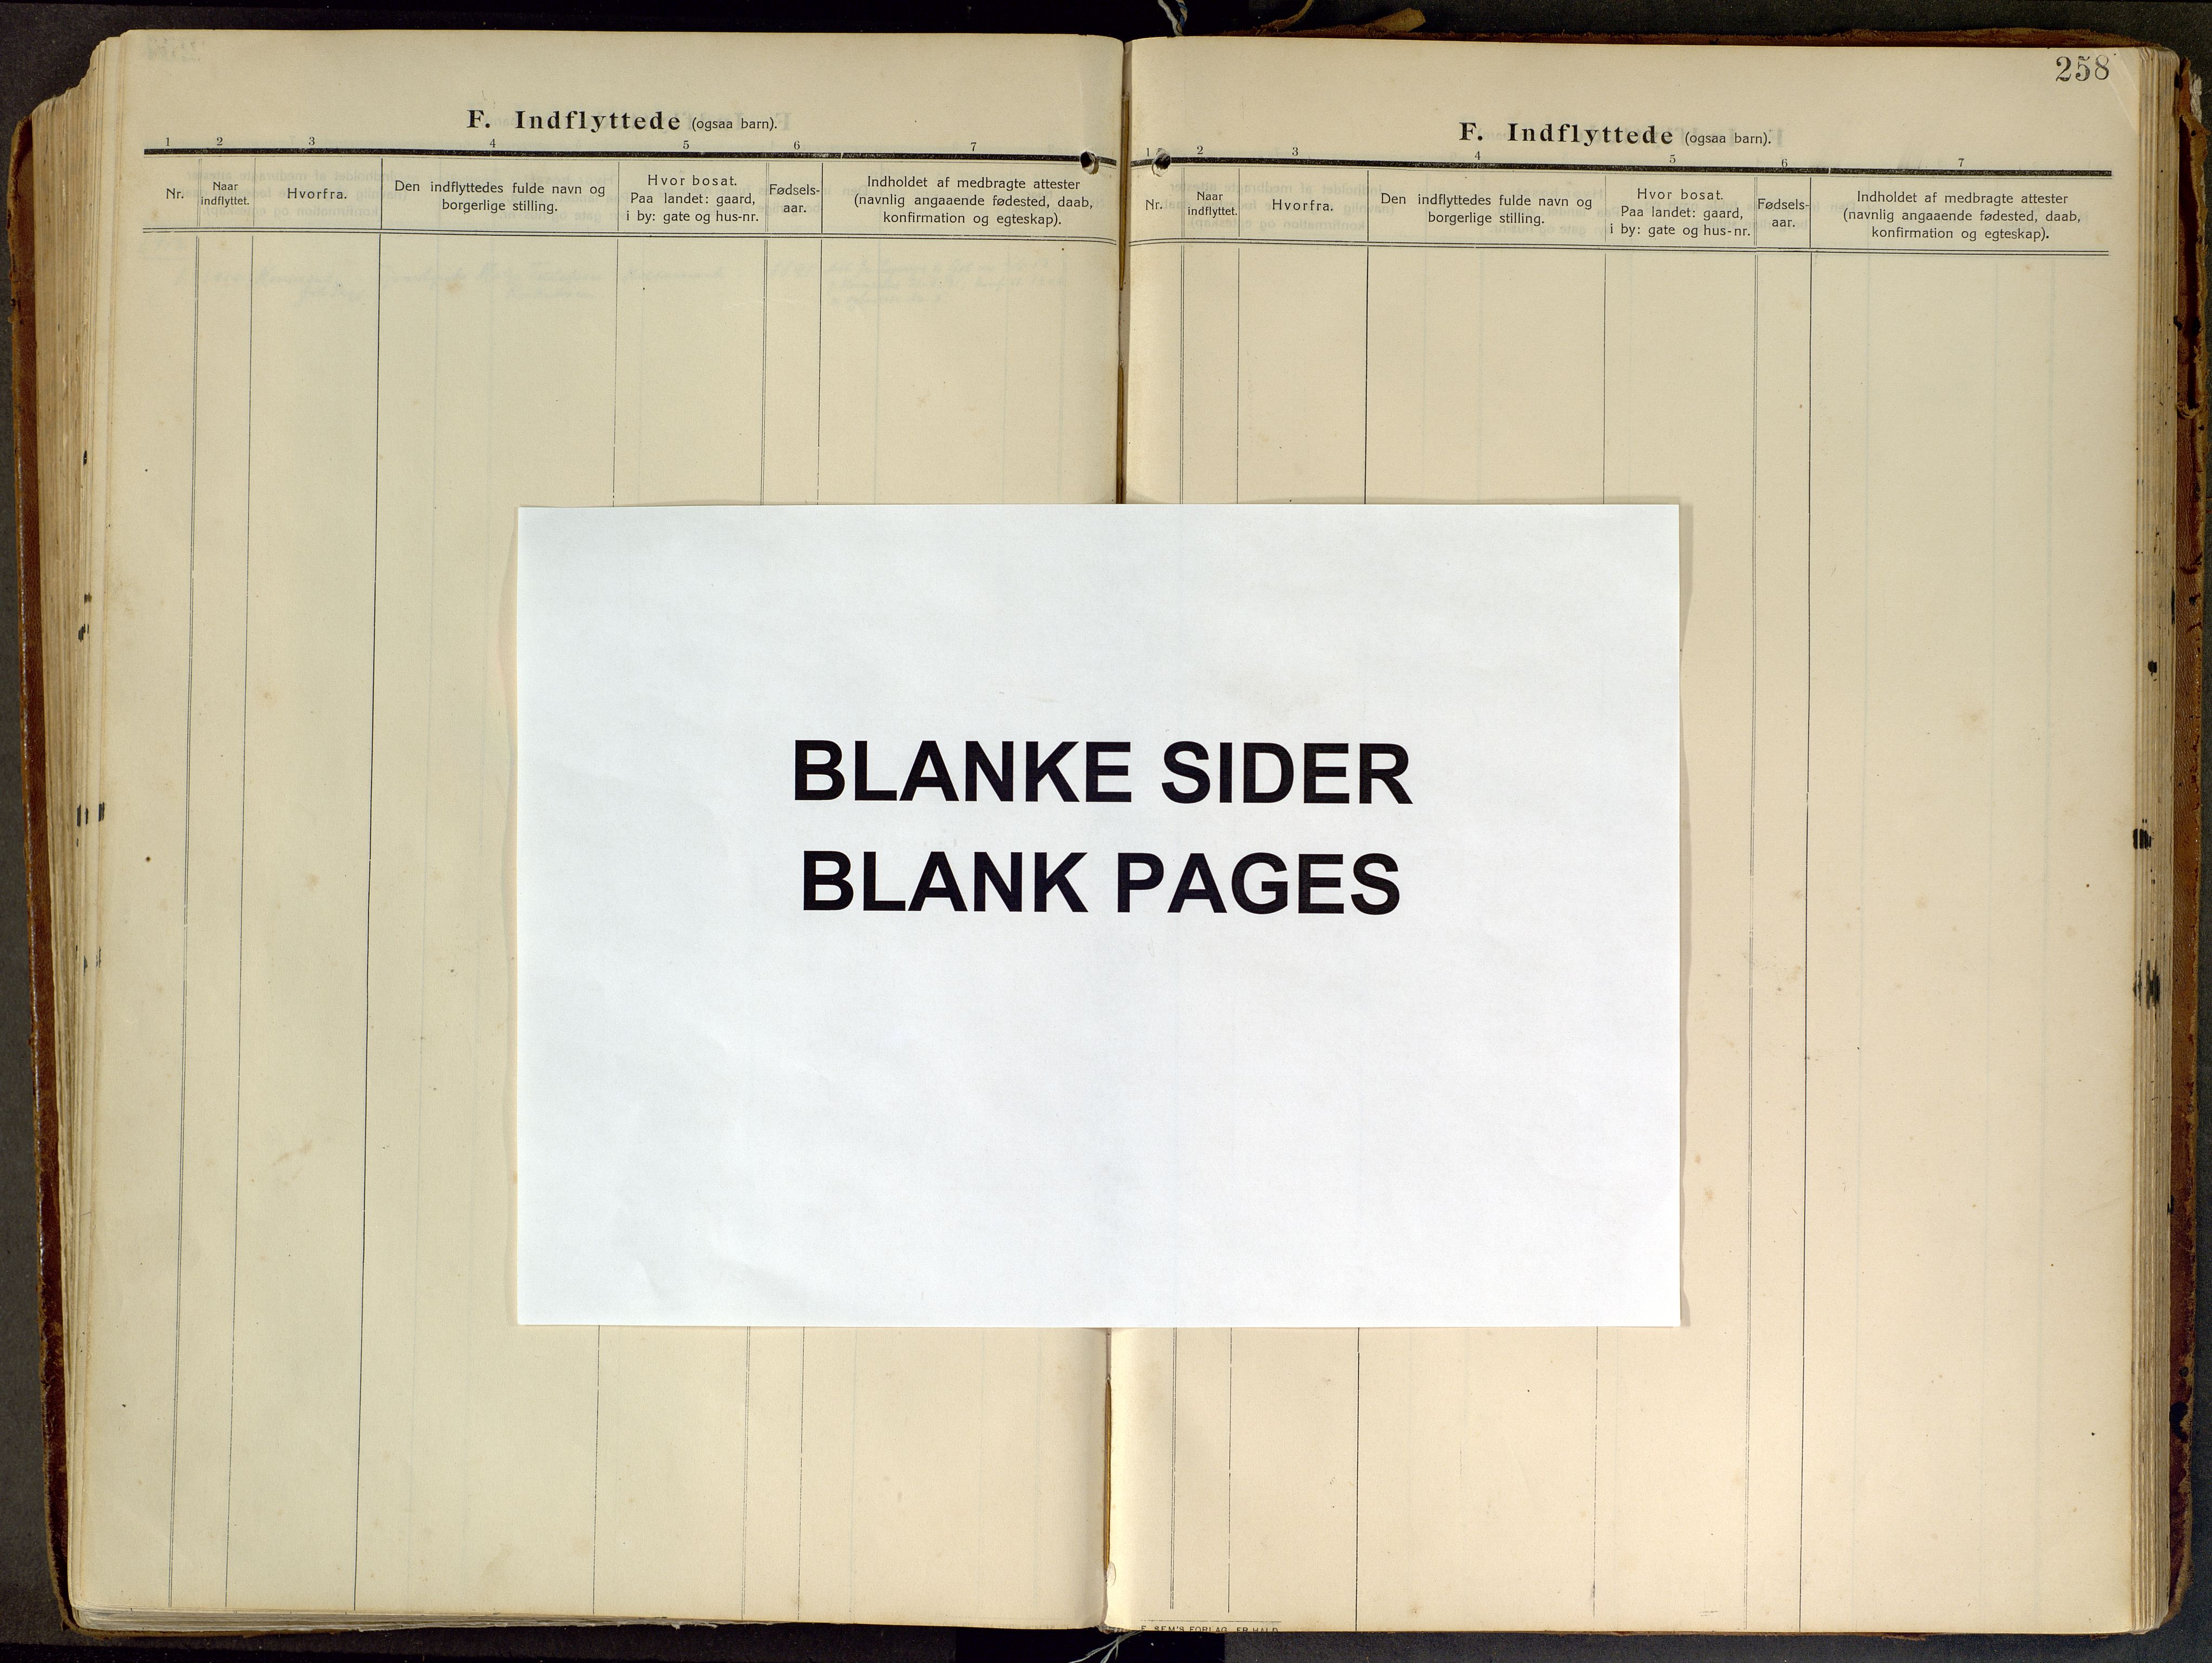 F. Indflyttede (ogsaa barn).
1 2 3 4 5 6 7
Nr.
Naar
indflyttet.
Hvorfra.
Den indflyttedes fulde navn og
borgerlige stilling.
Hvor bosat.
Paa landet: gaard,
i by: gate og hus-nr.
Fødsels-
aar.
Indholdet af medbragte attester
(navnlig angaaende fødested, daab,
konfirmation og egteskap).
258
F. Indflyttede (ogsaa barn).
1 2 3 4 5 6 7
Nr.
Naar
indflyttet.
Hvorfra.
Den indflyttedes fulde navn og
borgerlige stilling.
Hvor bosat.
Paa landet: gaard,
i by: gate og hus-nr.
Fødsels-
aar.
Indholdet af medbragte attester
(navnlig angaaende fødested, daab,
konfirmation og egteskap).
BLANKE SIDER
BLANK PAGES
SEM'S FORLAG, FR.HALD